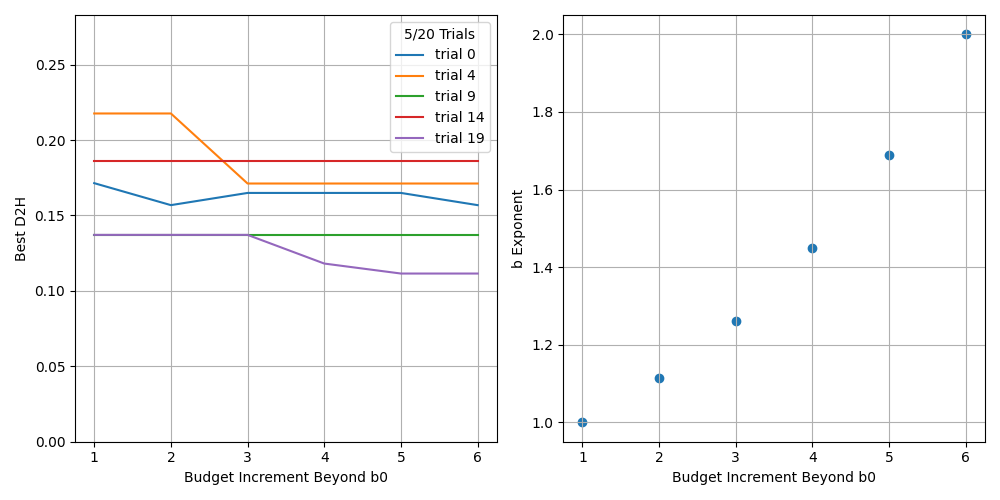 5/20 Trials
trial 0
trial 4
trial 9
trial 14
trial 19
0.25
0.20
0.15
0.10
0.05
0.00
Best D2H
1 2 3 4 5 6
Budget Increment Beyond b0
2.0
1.8
1.6
1.4
1.2
1.0
b Exponent
1 2 3 4 5 6
Budget Increment Beyond b0